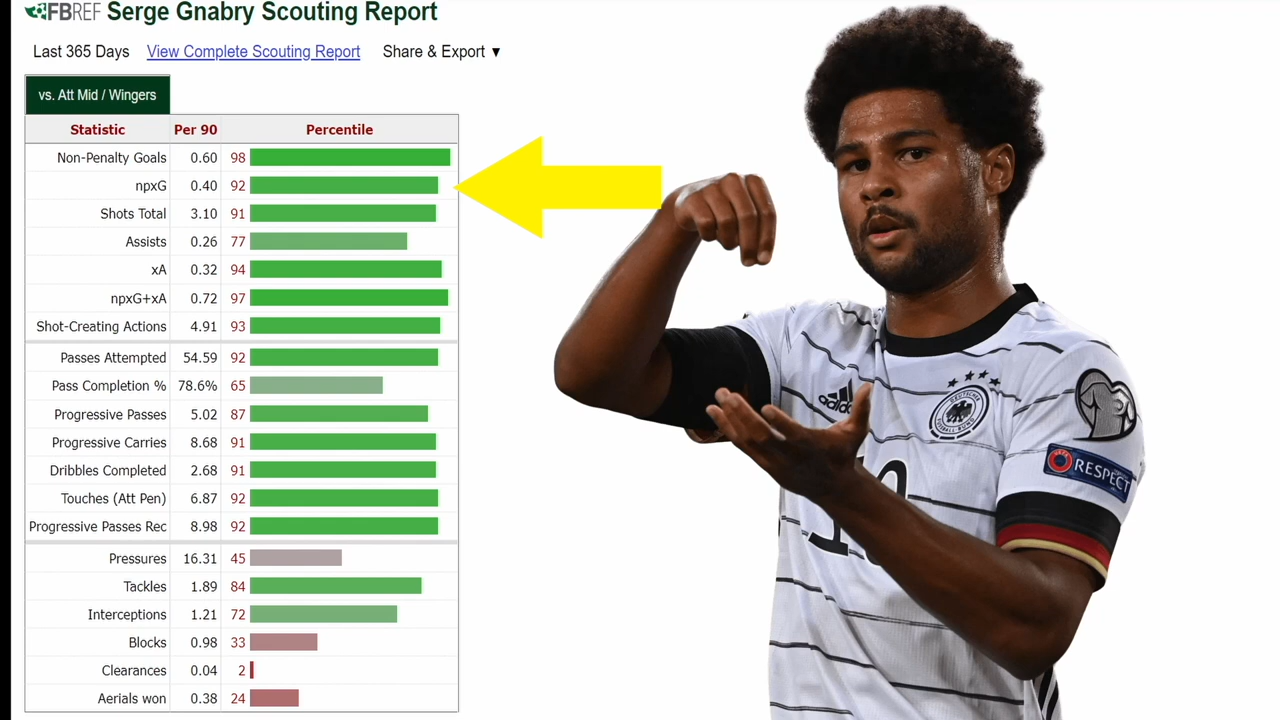 FBREF Serge Gnabry Scouting Report
Last 365 Days View Complete Scouting Report Share & Export ▼
vs. Att Mid / Wingers
Statistic Per 90 Percentile
Non-Penalty Goals 0.60 98
npxG 0.40 92
Shots Total 3.10 91
Assists 0.26 77
xA 0.32 94
npxG+xA 0.72 97
Shot-Creating Actions 4.91 93
Passes Attempted 54.59 92
Pass Completion % 78.6% 65
Progressive Passes 5.02 87
Progressive Carries 8.68 91
Dribbles Completed 2.68 91
Touches (Att Pen) 6.87 92
Progressive Passes Rec 8.98 92
Pressures 16.31 45
Tackles 1.89 84
Interceptions 1.21 72
Blocks 0.98 33
Clearances 0.04 2
Aerials won 0.38 24
adidas
DEUTSCHER FUSSBALL-BUND
UEFA
RESPECT
10